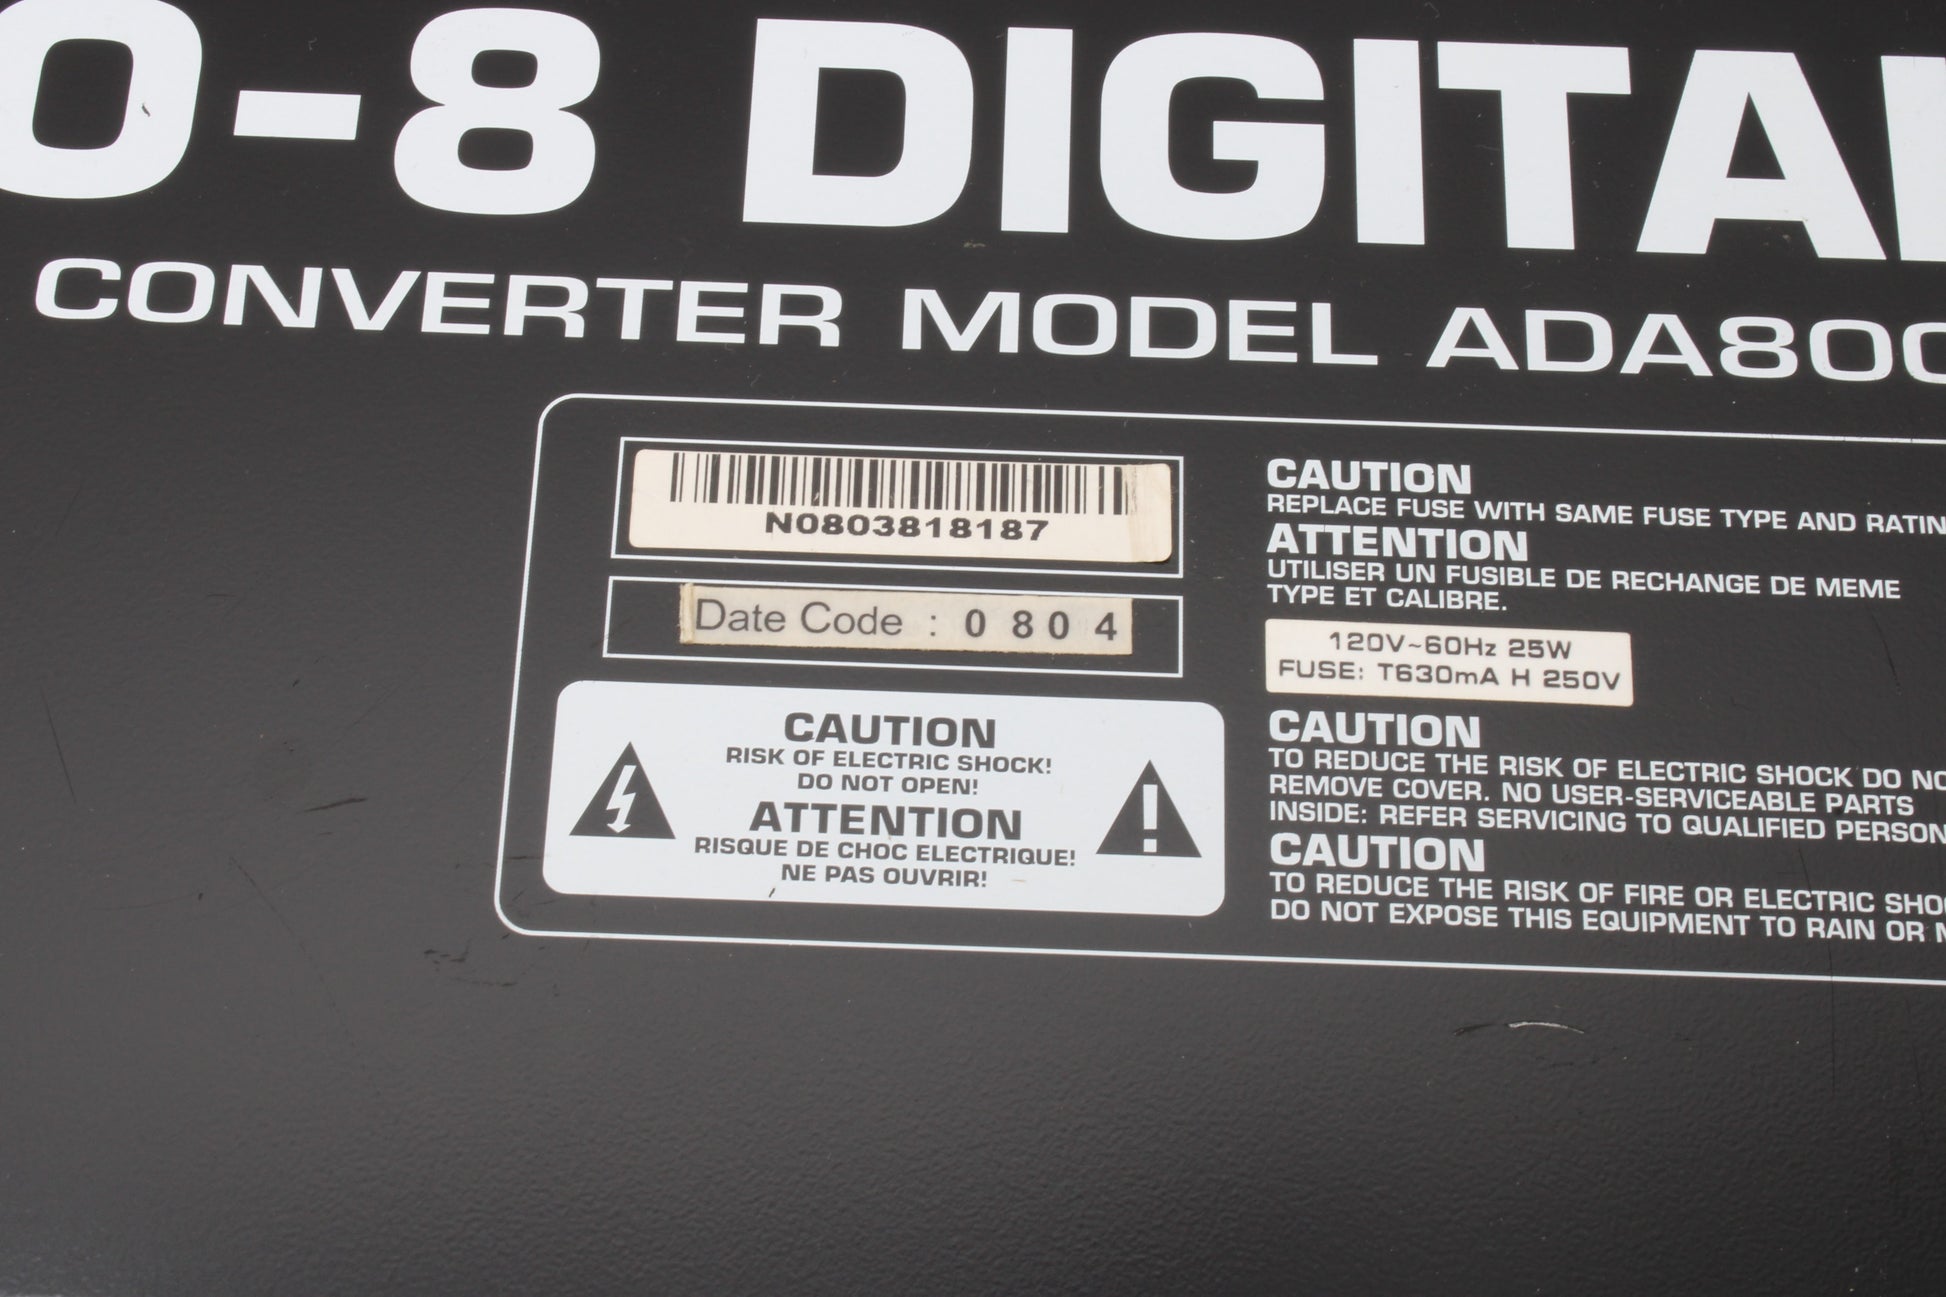 0-8 DIGITAL
CONVERTER MODEL ADA800
N0803818187
Date Code : 0 8 0 4
CAUTION
RISK OF ELECTRIC SHOCK!
DO NOT OPEN!
ATTENTION
RISQUE DE CHOC ELECTRIQUE!
NE PAS OUVRIR!
CAUTION
REPLACE FUSE WITH SAME FUSE TYPE AND RATIN
ATTENTION
UTILISER UN FUSIBLE DE RECHANGE DE MEME
TYPE ET CALIBRE.
120V~60Hz 25W
FUSE: T630mA H 250V
CAUTION
TO REDUCE THE RISK OF ELECTRIC SHOCK DO NO
REMOVE COVER. NO USER-SERVICEABLE PARTS
INSIDE: REFER SERVICING TO QUALIFIED PERSON
CAUTION
TO REDUCE THE RISK OF FIRE OR ELECTRIC SHO
DO NOT EXPOSE THIS EQUIPMENT TO RAIN OR